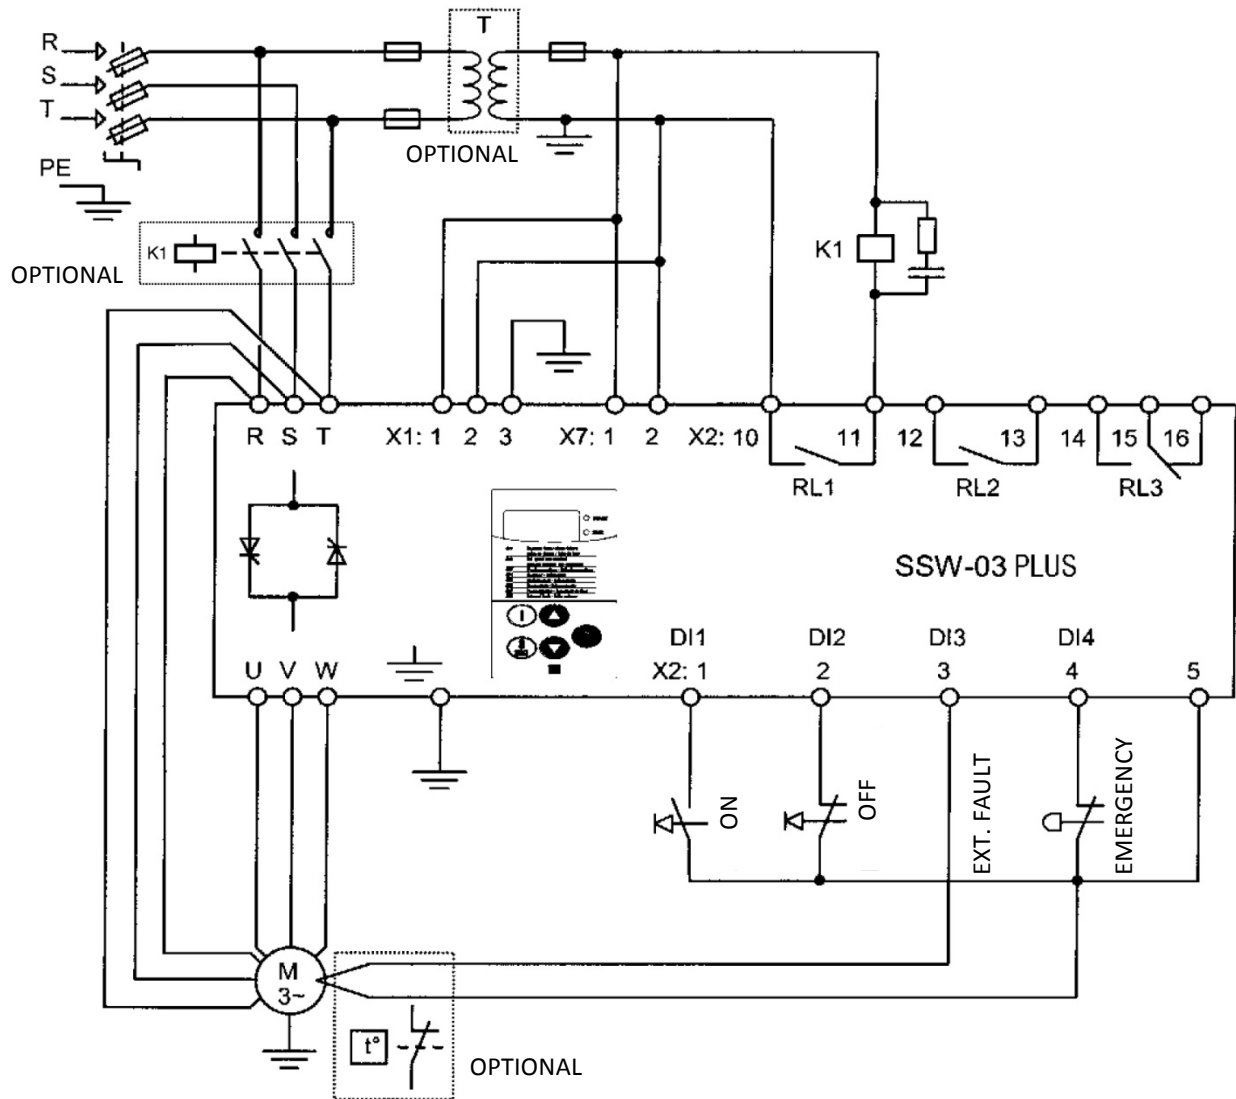 T
R
S
T
OPTIONAL
PE
K1
OPTIONAL
K1
R S T X1: 1 2 3 X7: 1 2 X2: 10 11 12 13 14 15 16
RL1 RL2 RL3
SSW-03 PLUS
DI1 DI2 DI3 DI4
U V W X2: 1 2 3 4 5
ON
OFF
EXT. FAULT
EMERGENCY
M
3~
t°
OPTIONAL